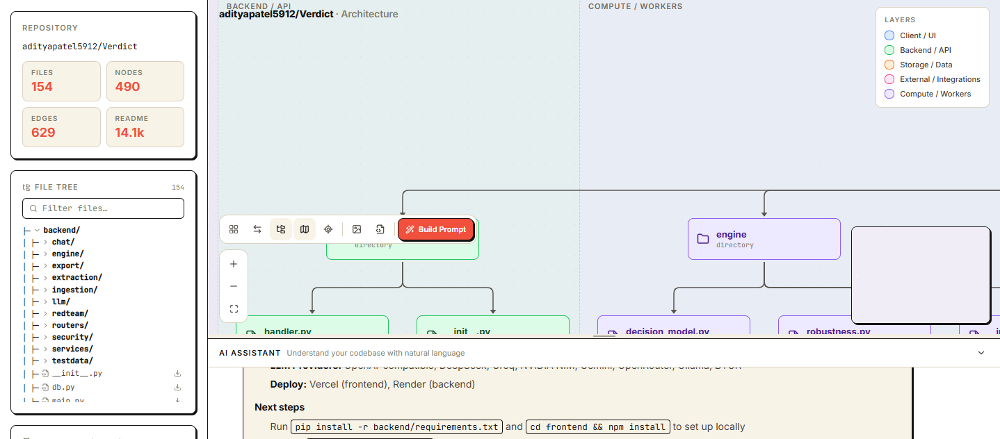 REPOSITORY
adityapatel5912/Verdict
FILES
154
NODES
490
EDGES
629
README
14.1k
FILE TREE
154
Filter files…
backend/
chat/
engine/
export/
extraction/
ingestion/
llm/
redteam/
routers/
security/
services/
testdata/
__init__.py
db.py
main.py
BACKEND / API
adityapatel5912/Verdict · Architecture
COMPUTE / WORKERS
LAYERS
Client / UI
Backend / API
Storage / Data
External / Integrations
Compute / Workers
Build Prompt
directory
engine
directory
handler.py
__init__.py
decision_model.py
robustness.py
AI ASSISTANT Understand your codebase with natural language
LLM Providers: OpenAI-compatible, DeepSeek, Groq, NVIDIA NIM, Gemini, OpenRouter, Ollama, BYOK
Deploy: Vercel (frontend), Render (backend)
Next steps
Run pip install -r backend/requirements.txt and cd frontend && npm install to set up locally